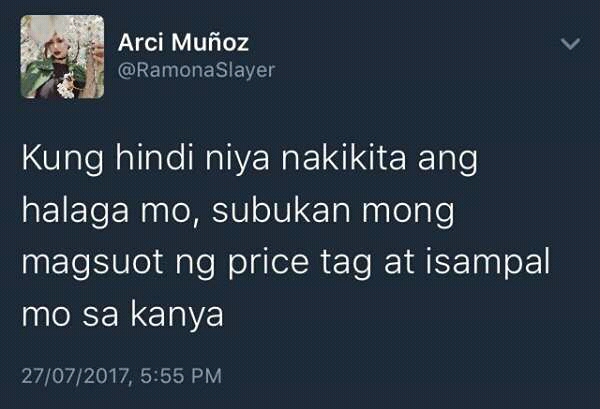 Arci Muñoz
@RamonaSlayer
Kung hindi niya nakikita ang
halaga mo, subukan mong
magsuot ng price tag at isampal
mo sa kanya
27/07/2017, 5:55 PM